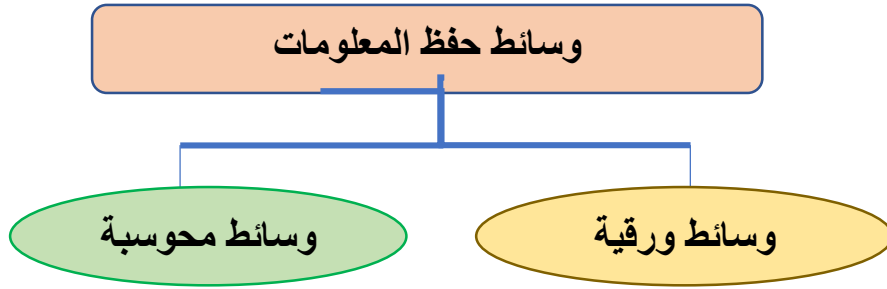 وسائط حفظ المعلومات
وسائط ورقية
وسائط محوسبة